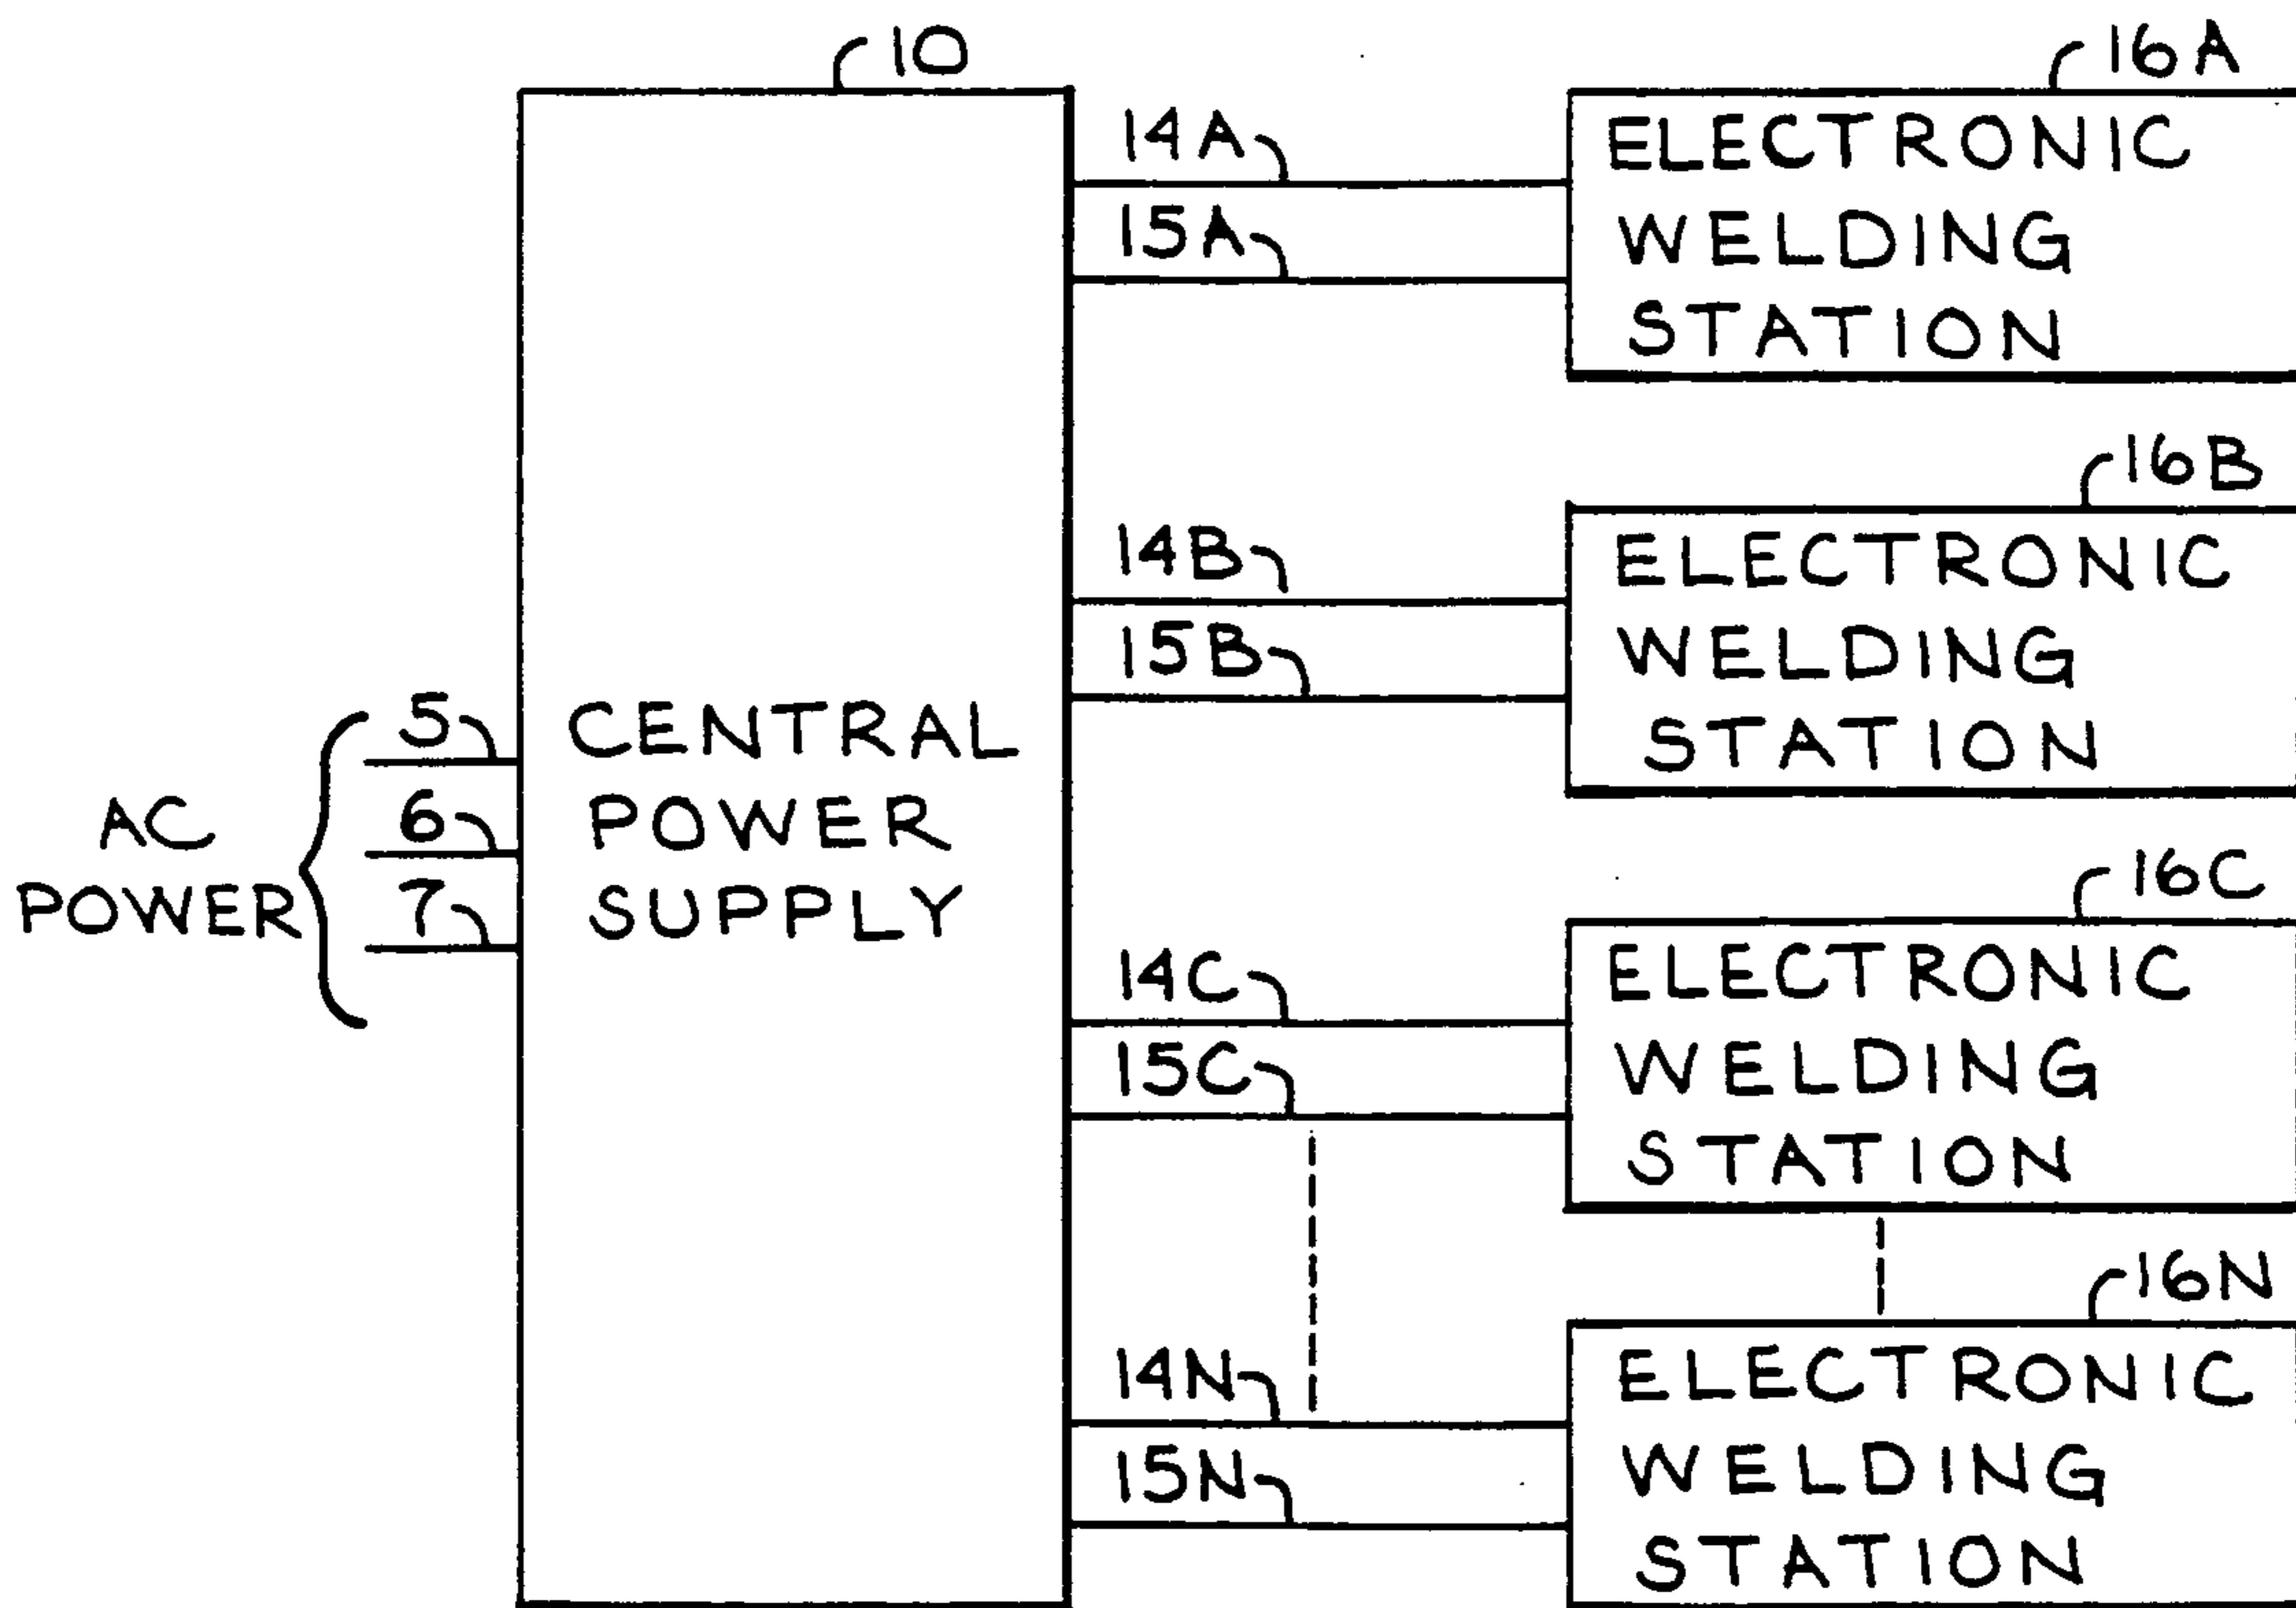 10
CENTRAL
POWER
SUPPLY
AC
POWER
5
6
7
14A
15A
16A
ELECTRONIC
WELDING
STATION
14B
15B
16B
ELECTRONIC
WELDING
STATION
14C
15C
16C
ELECTRONIC
WELDING
STATION
14N
15N
16N
ELECTRONIC
WELDING
STATION